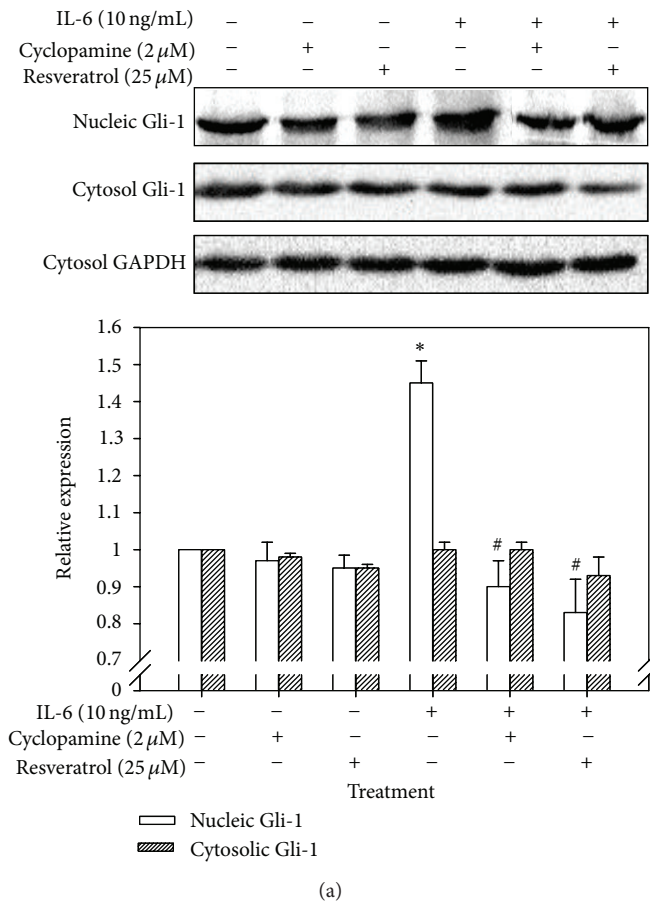 IL-6 (10 ng/mL) − − − + + +
Cyclopamine (2 μM) − + − − + −
Resveratrol (25 μM) − − + − − +
Nucleic Gli-1
Cytosol Gli-1
Cytosol GAPDH
1.6
*
1.5
1.4
1.3
1.2
1.1
1
0.9
0.8
0.7
0
#
#
Relative expression
IL-6 (10 ng/mL) − − − + + +
Cyclopamine (2 μM) − + − − + −
Resveratrol (25 μM) − − + − − +
Treatment
Nucleic Gli-1
Cytosolic Gli-1
(a)